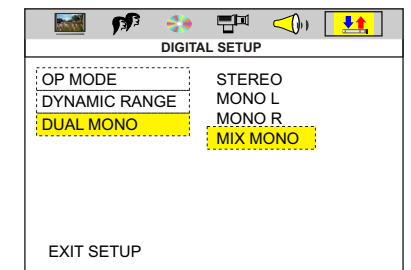 DIGITAL SETUP
OP MODE
DYNAMIC RANGE
DUAL MONO
STEREO
MONO L
MONO R
MIX MONO
EXIT SETUP